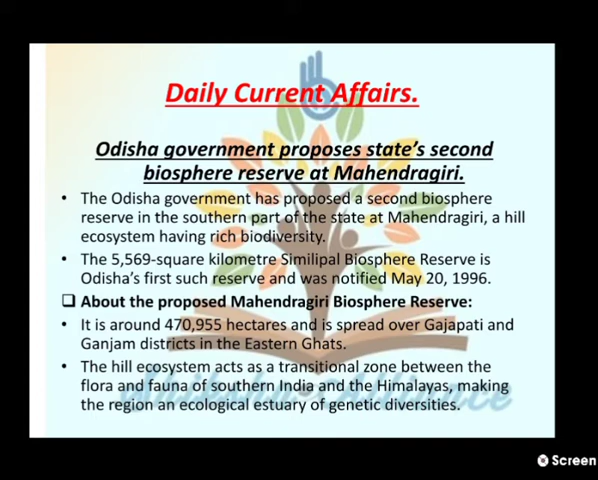 Daily Current Affairs.
Odisha government proposes state's second
biosphere reserve at Mahendragiri.
• The Odisha government has proposed a second biosphere
reserve in the southern part of the state at Mahendragiri, a hill
ecosystem having rich biodiversity.
• The 5,569-square kilometre Similipal Biosphere Reserve is
Odisha's first such reserve and was notified May 20, 1996.
❑ About the proposed Mahendragiri Biosphere Reserve:
• It is around 470,955 hectares and is spread over Gajapati and
Ganjam districts in the Eastern Ghats.
• The hill ecosystem acts as a transitional zone between the
flora and fauna of southern India and the Himalayas, making
the region an ecological estuary of genetic diversities.
Screen